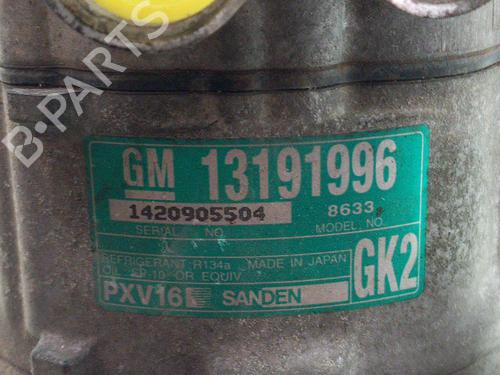 B·PARTS
GM 13191996
1420905504 8633
SERIAL NO. MODEL NO.
REFRIGERANT R134a MADE IN JAPAN
OIL SP-10 OR EQUIV.
PXV16 SANDEN GK2